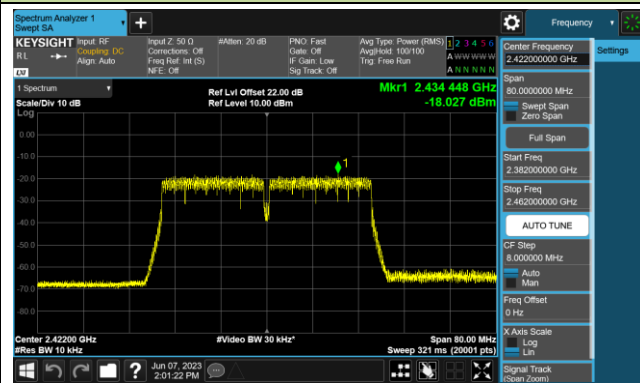 Spectrum Analyzer 1
Swept SA
Frequency
KEYSIGHT
RL
LXI
Input: RF
Coupling: DC
Align: Auto
Input Z: 50 Ω
Corrections: Off
Freq Ref: Int (S)
NFE: Off
#Atten: 20 dB
PNO: Fast
Gate: Off
IF Gain: Low
Sig Track: Off
Avg Type: Power (RMS)
Avg|Hold: 100/100
Trig: Free Run
1 2 3 4 5 6
A W W W W W
A N N N N N
1 Spectrum
Scale/Div 10 dB
Log
Ref Lvl Offset 22.00 dB
Ref Level 10.00 dBm
Mkr1 2.434 448 GHz
-18.027 dBm
0.00
-10.0
-20.0
-30.0
-40.0
-50.0
-60.0
-70.0
-80.0
1
Center 2.42200 GHz
#Res BW 10 kHz
#Video BW 30 kHz*
Span 80.00 MHz
Sweep 321 ms (20001 pts)
Jun 07, 2023
2:01:22 PM
Center Frequency
2.422000000 GHz
Settings
Span
80.0000000 MHz
Swept Span
Zero Span
Full Span
Start Freq
2.382000000 GHz
Stop Freq
2.462000000 GHz
AUTO TUNE
CF Step
8.000000 MHz
Auto
Man
Freq Offset
0 Hz
X Axis Scale
Log
Lin
Signal Track
(Span Zoom)